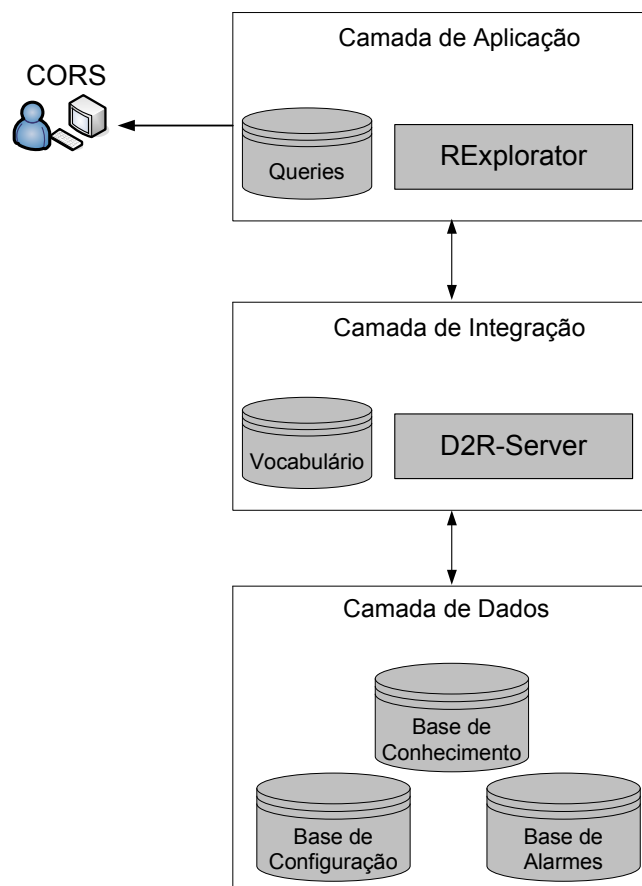 Camada de Aplicação
CORS
Queries
RExplorator
Camada de Integração
Vocabulário
D2R-Server
Camada de Dados
Base de
Conhecimento
Base de
Configuração
Base de
Alarmes